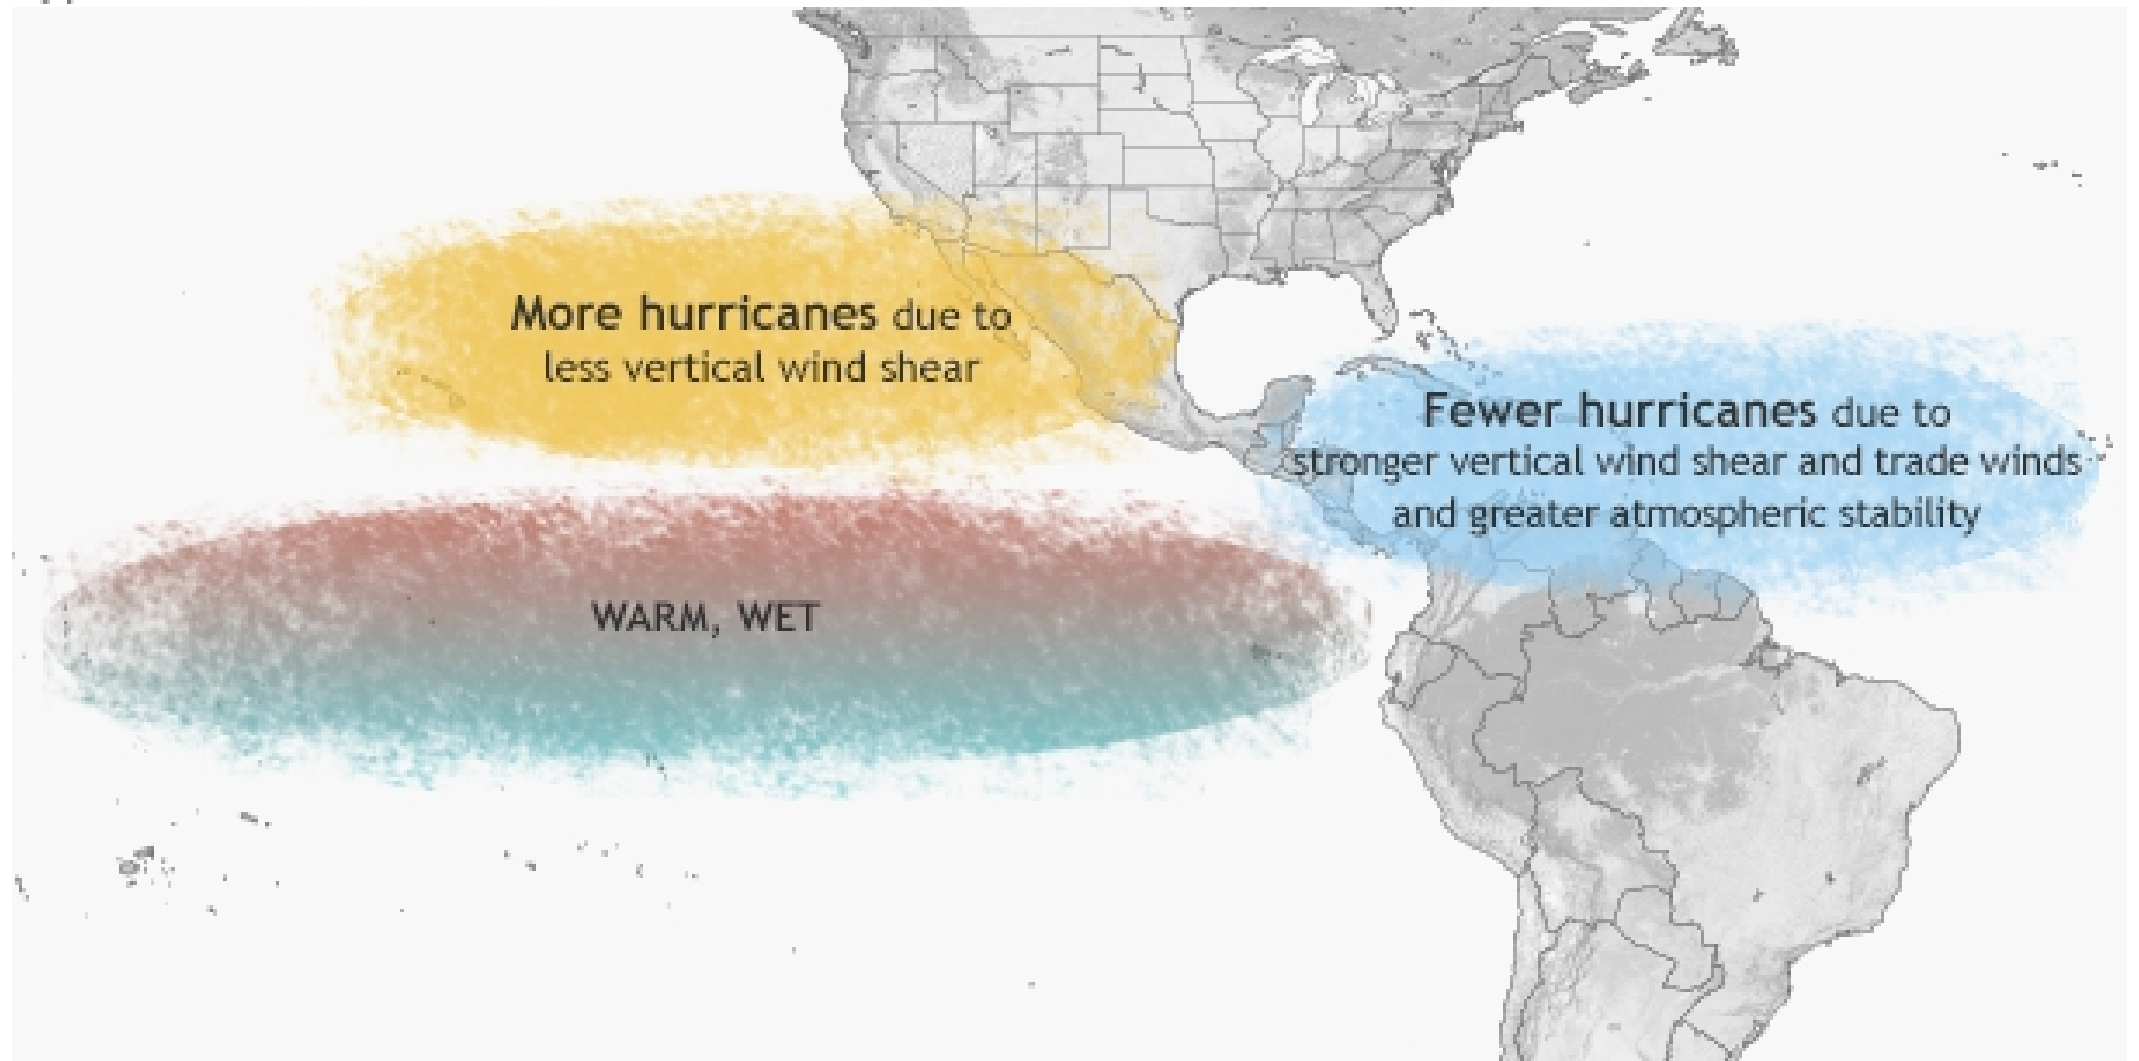 More hurricanes due to
less vertical wind shear
Fewer hurricanes due to
stronger vertical wind shear and trade winds
and greater atmospheric stability
WARM, WET